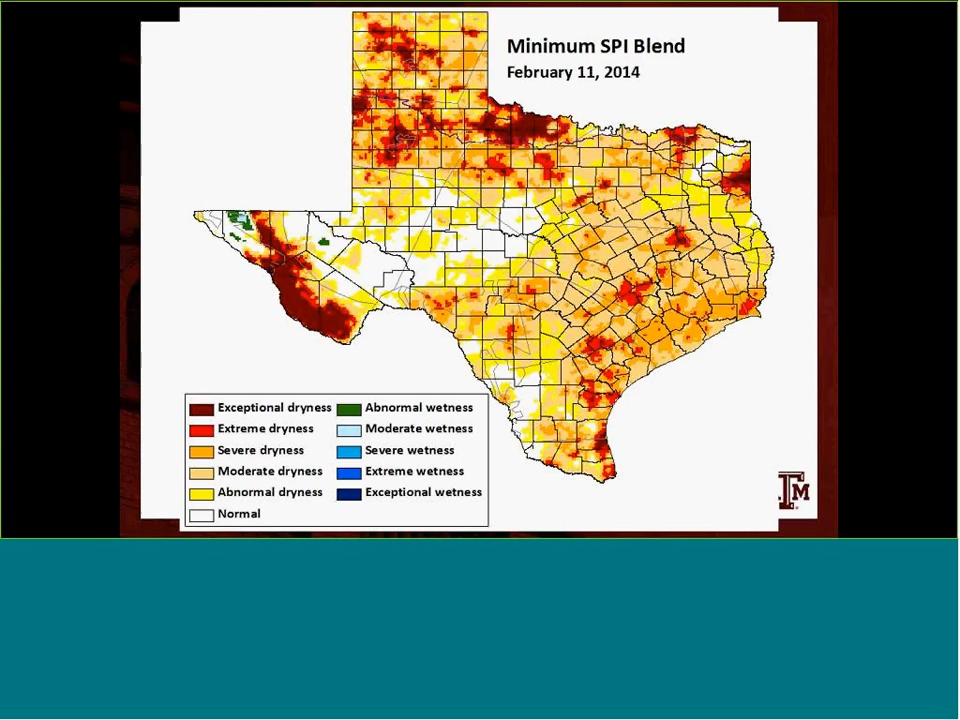 Minimum SPI Blend
February 11, 2014
Exceptional dryness
Abnormal wetness
Extreme dryness
Moderate wetness
Severe dryness
Severe wetness
Moderate dryness
Extreme wetness
Abnormal dryness
Exceptional wetness
Normal
ATM